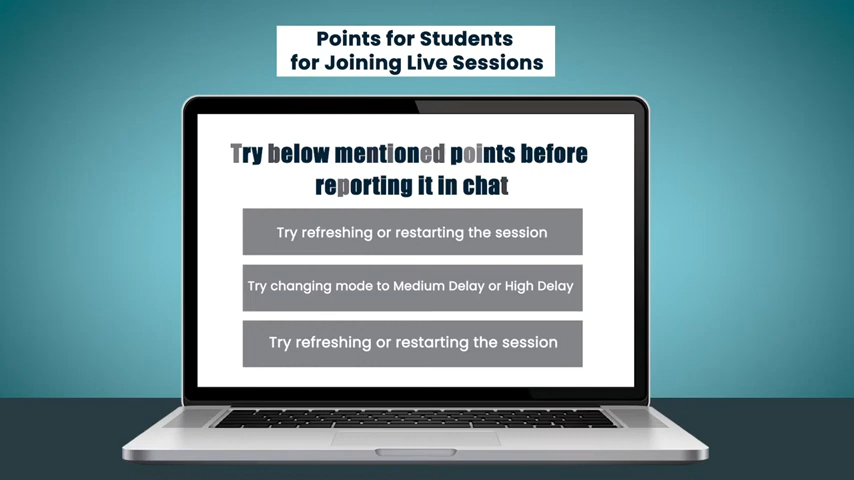 Points for Students
for Joining Live Sessions
Try below mentioned points before
reporting it in chat
Try refreshing or restarting the session
Try changing mode to Medium Delay or High Delay
Try refreshing or restarting the session